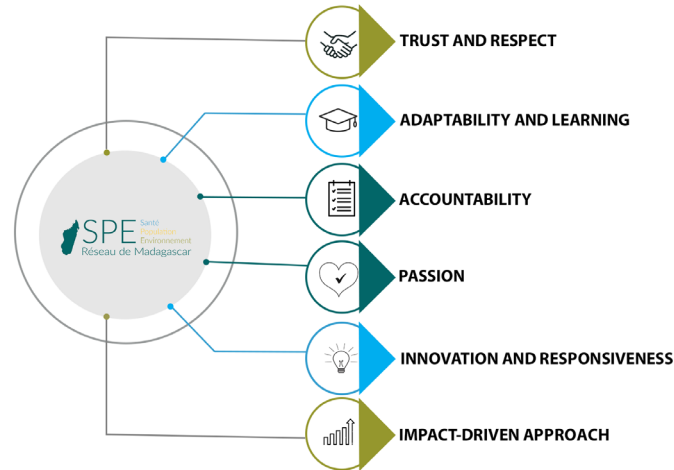 TRUST AND RESPECT
ADAPTABILITY AND LEARNING
ACCOUNTABILITY
PASSION
INNOVATION AND RESPONSIVENESS
IMPACT-DRIVEN APPROACH
SPE
Santé
Population
Environnement
Réseau de Madagascar